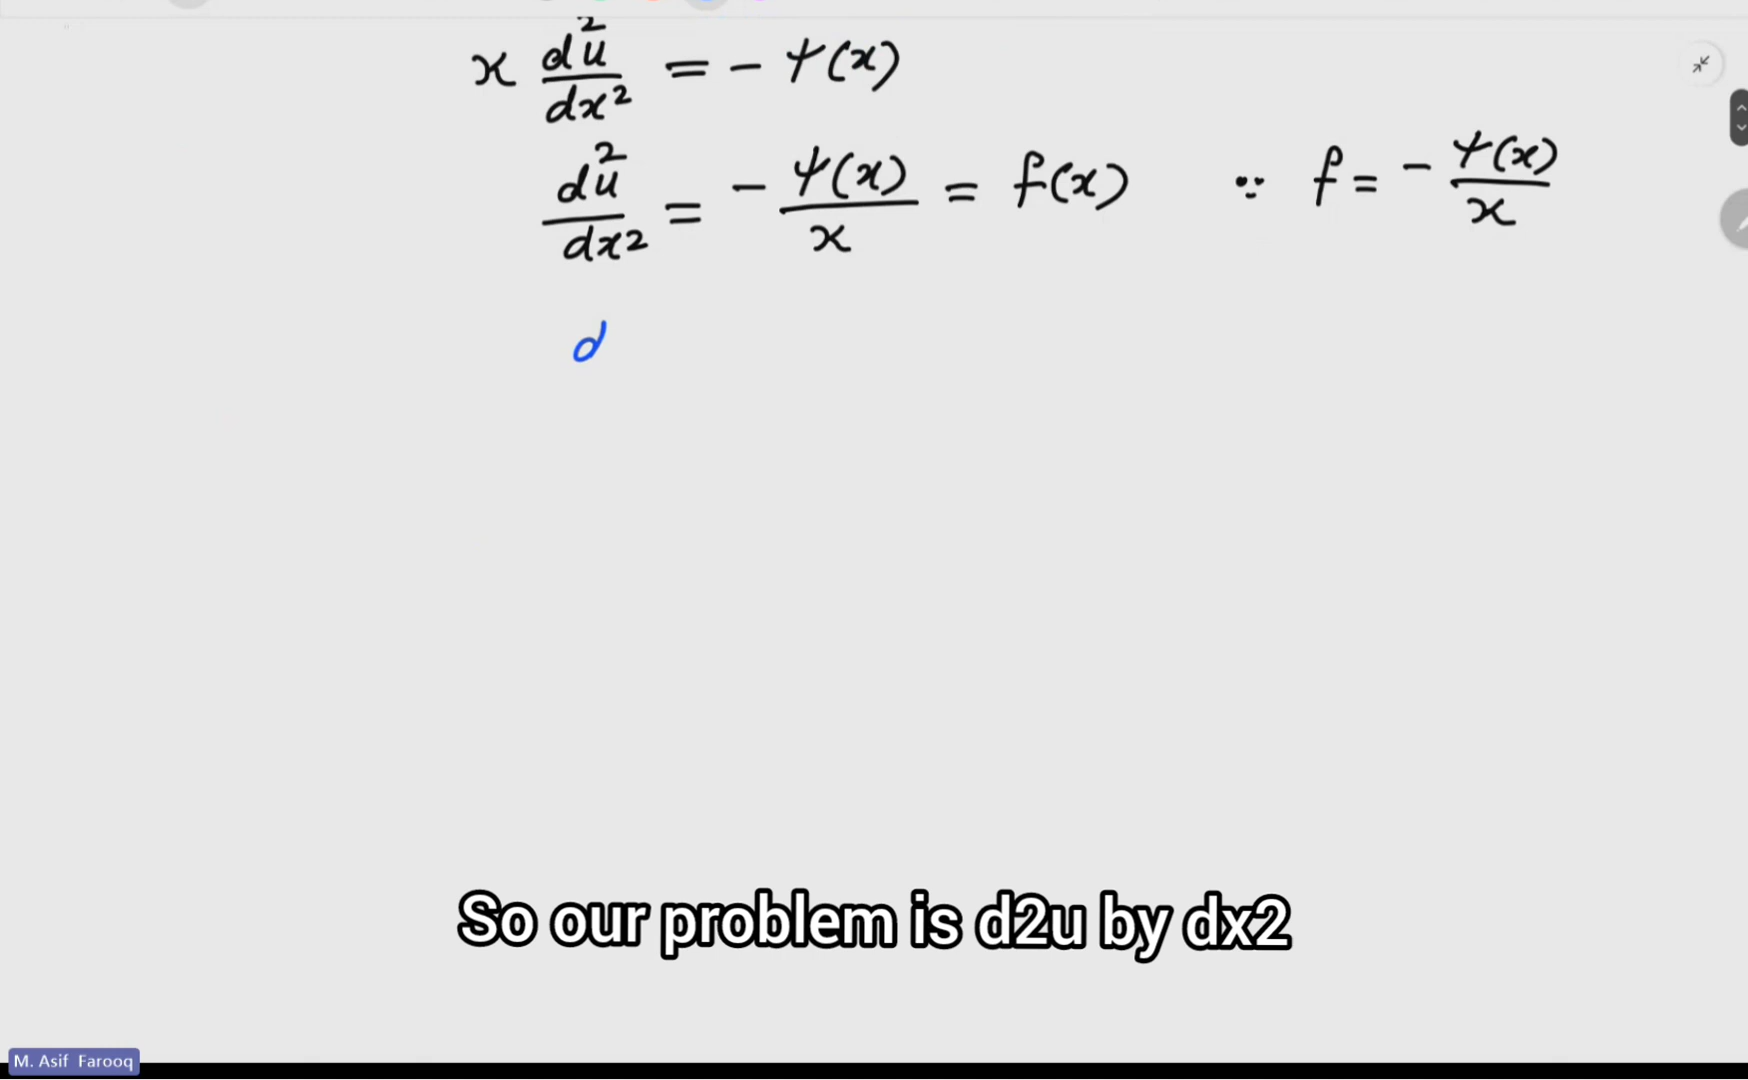 x d²u/dx² = - ψ(x)
d²u/dx² = - ψ(x)/x = f(x) ∵ f = - ψ(x)/x
d
So our problem is d2u by dx2
M. Asif Farooq